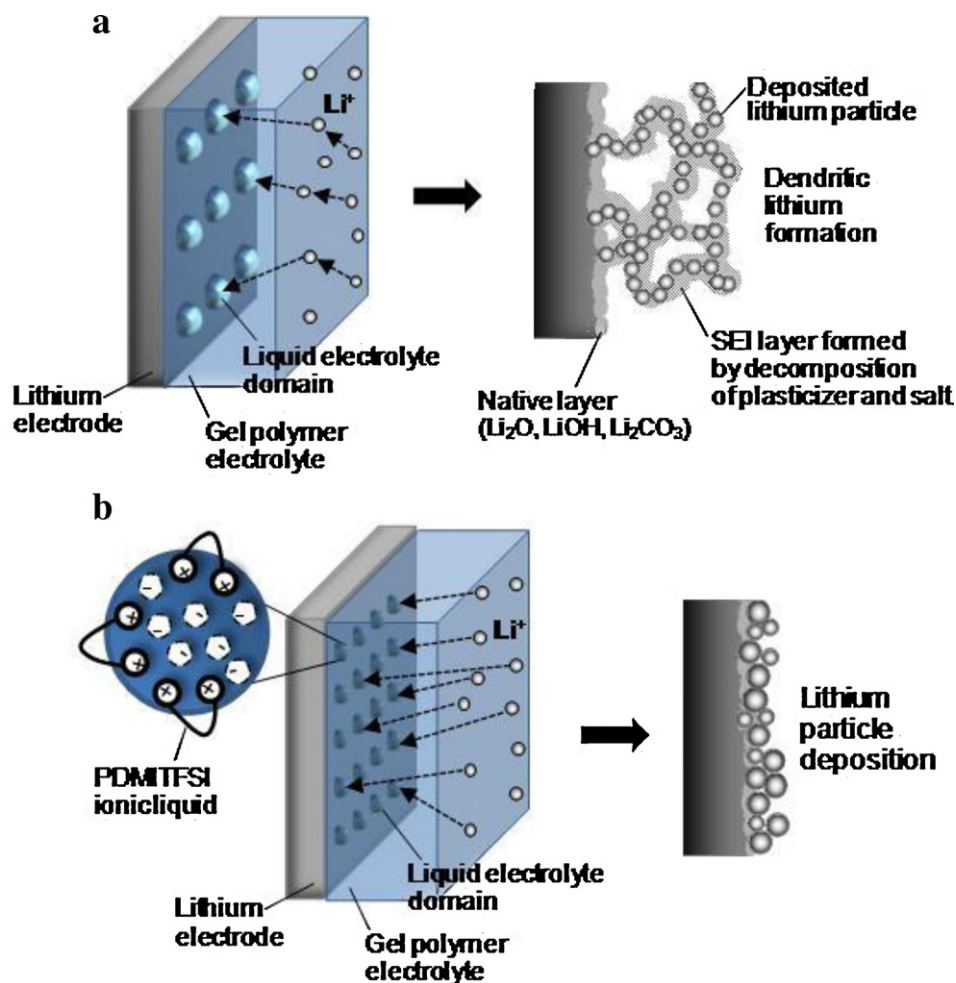 a
Li⁺
Liquid electrolyte
domain
Lithium
electrode
Gel polymer
electrolyte
Deposited
lithium particle
Dendrific
lithium
formation
SEI layer formed
by decomposition
of plasticizer and salt
Native layer
(Li₂O, LiOH, Li₂CO₃)
b
Li⁺
PDMITFSI
ionicliquid
Liquid electrolyte
domain
Lithium
electrode
Gel polymer
electrolyte
Lithium
particle
deposition